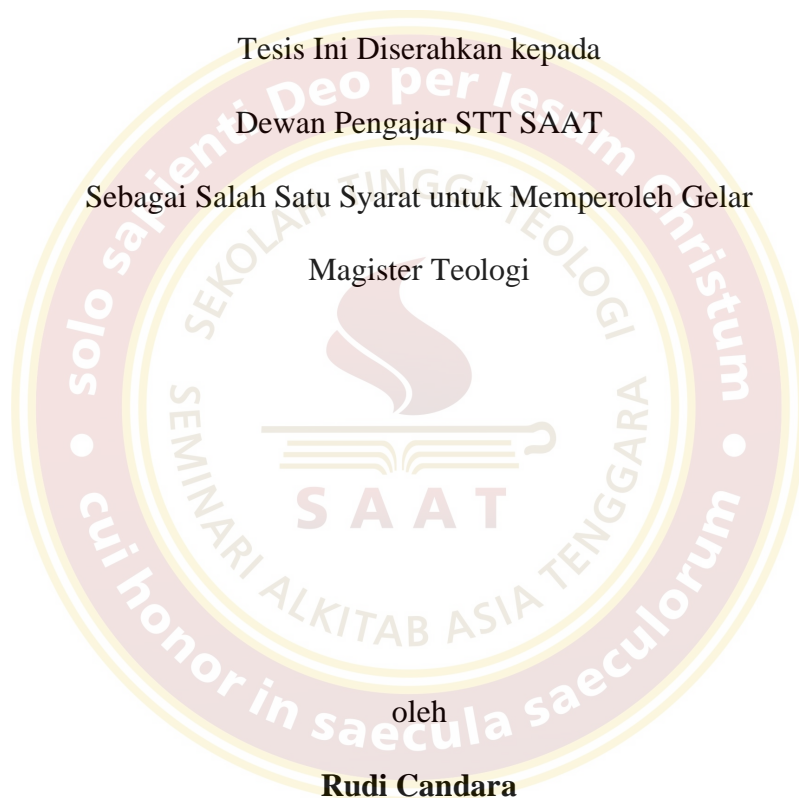 Tesis Ini Diserahkan kepada
Dewan Pengajar STT SAAT
Sebagai Salah Satu Syarat untuk Memperoleh Gelar
Magister Teologi
solo sapienti Deo per Iesum Christum
cui honor in saecula saeculorum
SEKOLAH TINGGI TEOLOGI
SEMINARI ALKITAB ASIA TENGGARA
SAAT
oleh
Rudi Candara